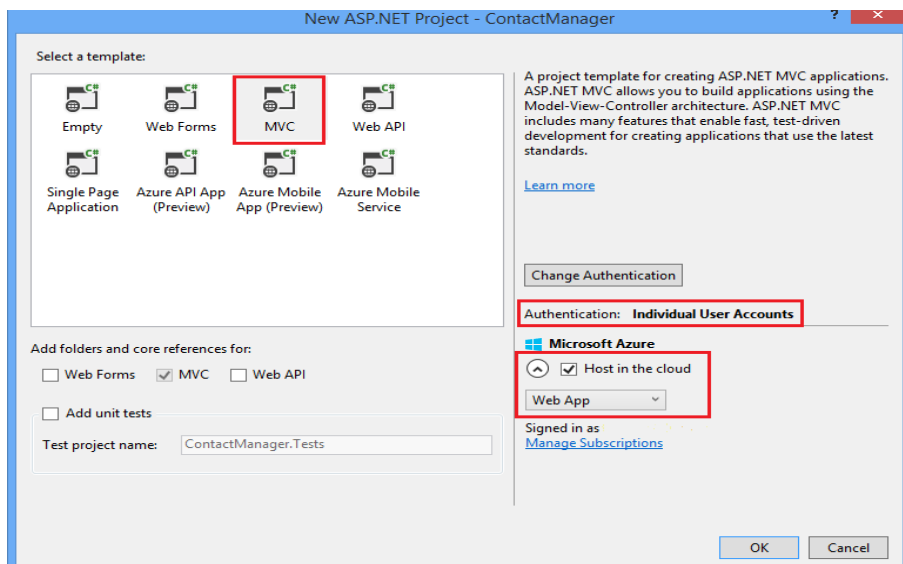 New ASP.NET Project - ContactManager
?
Select a template:
C# C# C# C#
Empty Web Forms MVC Web API
C# C# C# C#
Single Page Application
Azure API App (Preview)
Azure Mobile App (Preview)
Azure Mobile Service
A project template for creating ASP.NET MVC applications.
ASP.NET MVC allows you to build applications using the
Model-View-Controller architecture. ASP.NET MVC
includes many features that enable fast, test-driven
development for creating applications that use the latest
standards.
Learn more
Change Authentication
Authentication: Individual User Accounts
Microsoft Azure
Host in the cloud
Web App
Signed in as
Manage Subscriptions
Add folders and core references for:
Web Forms MVC Web API
Add unit tests
Test project name: ContactManager.Tests
OK Cancel